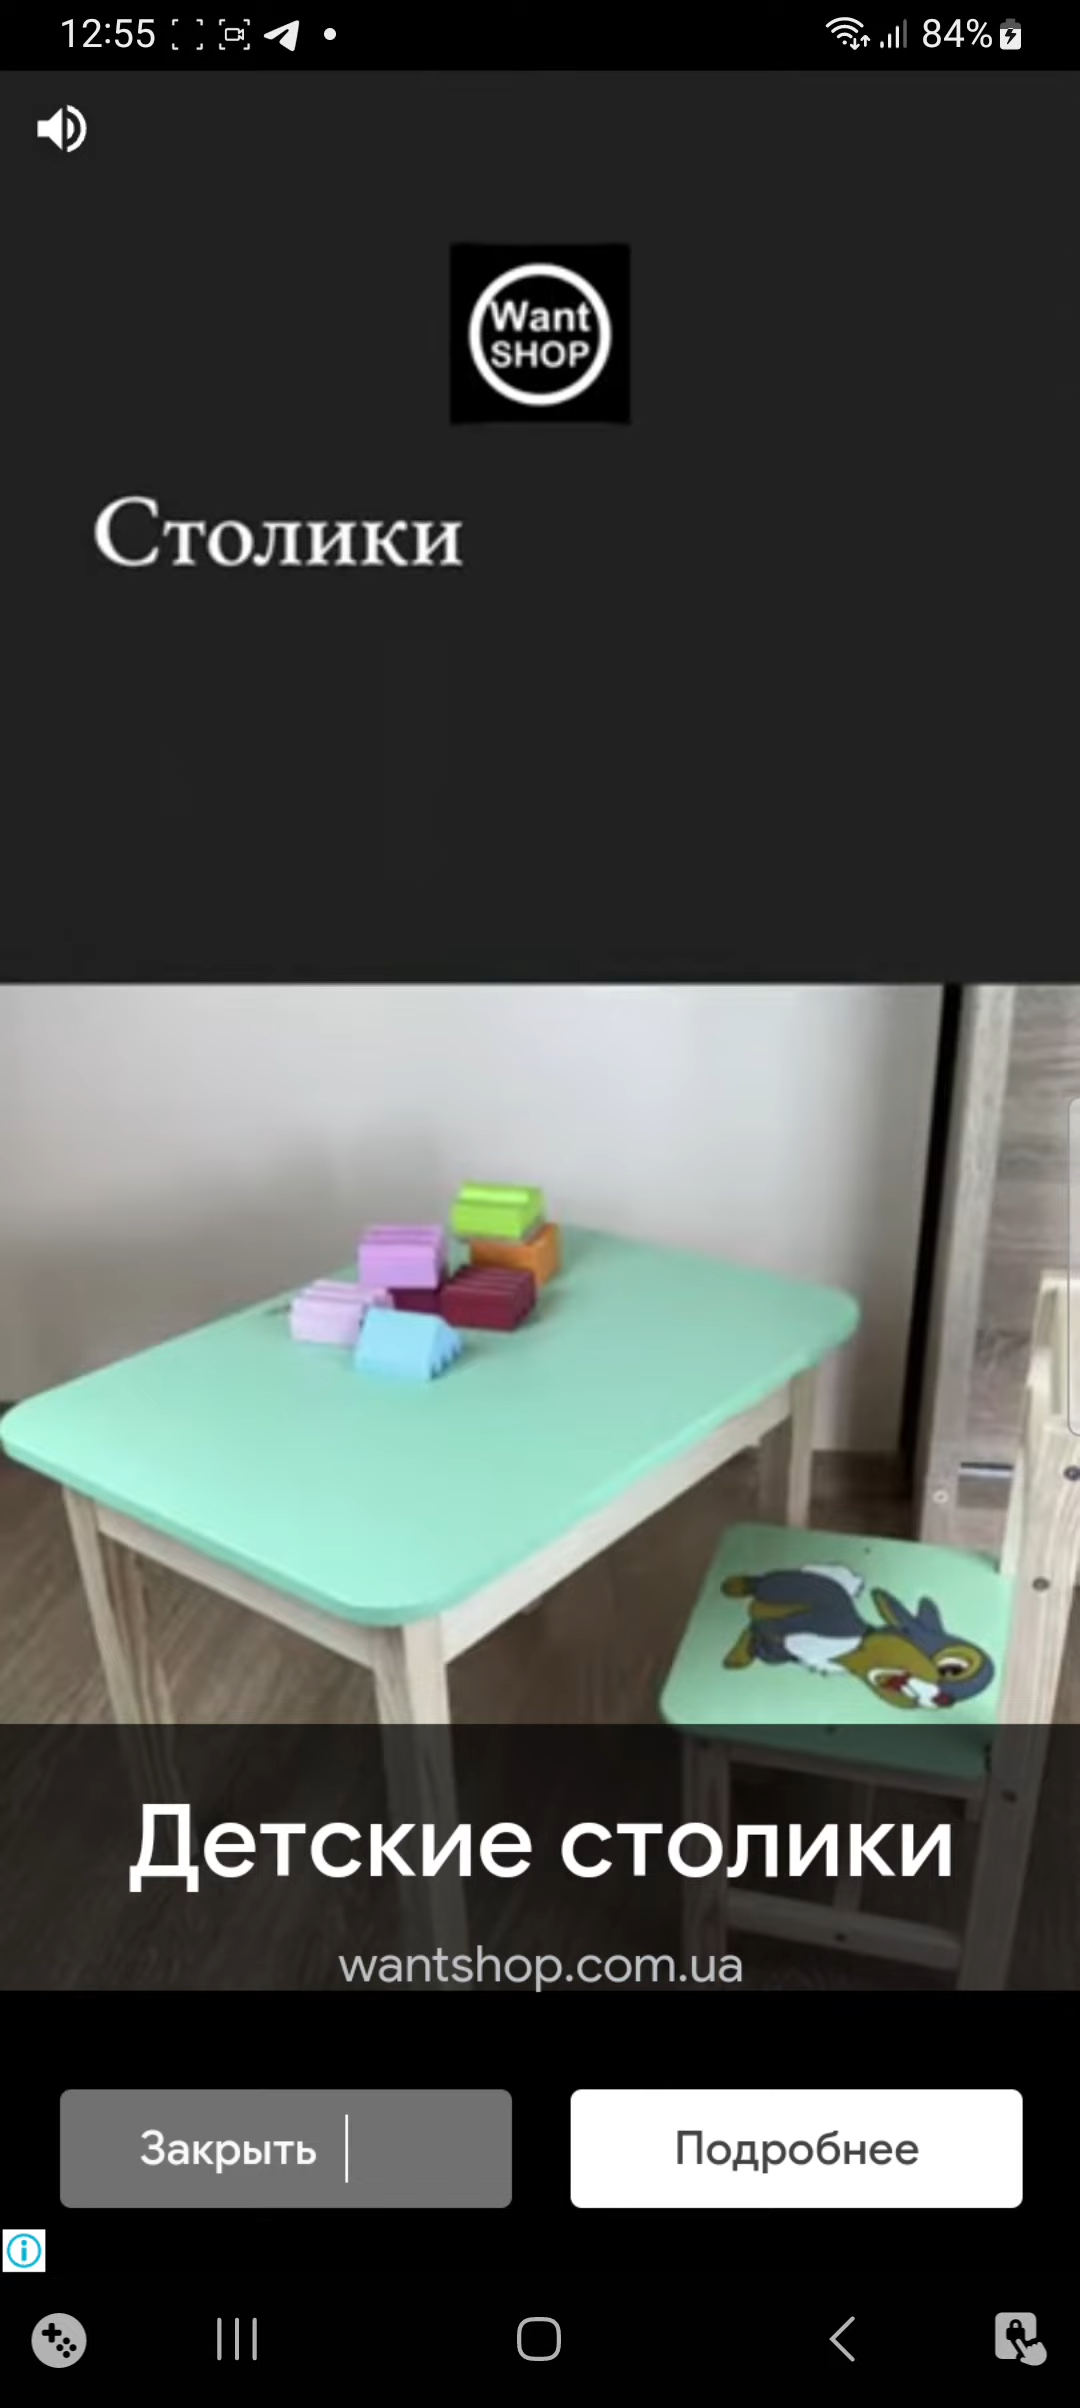 12:55
84%
Want
SHOP
Столики
Детские столики
wantshop.com.ua
Закрыть
Подробнее